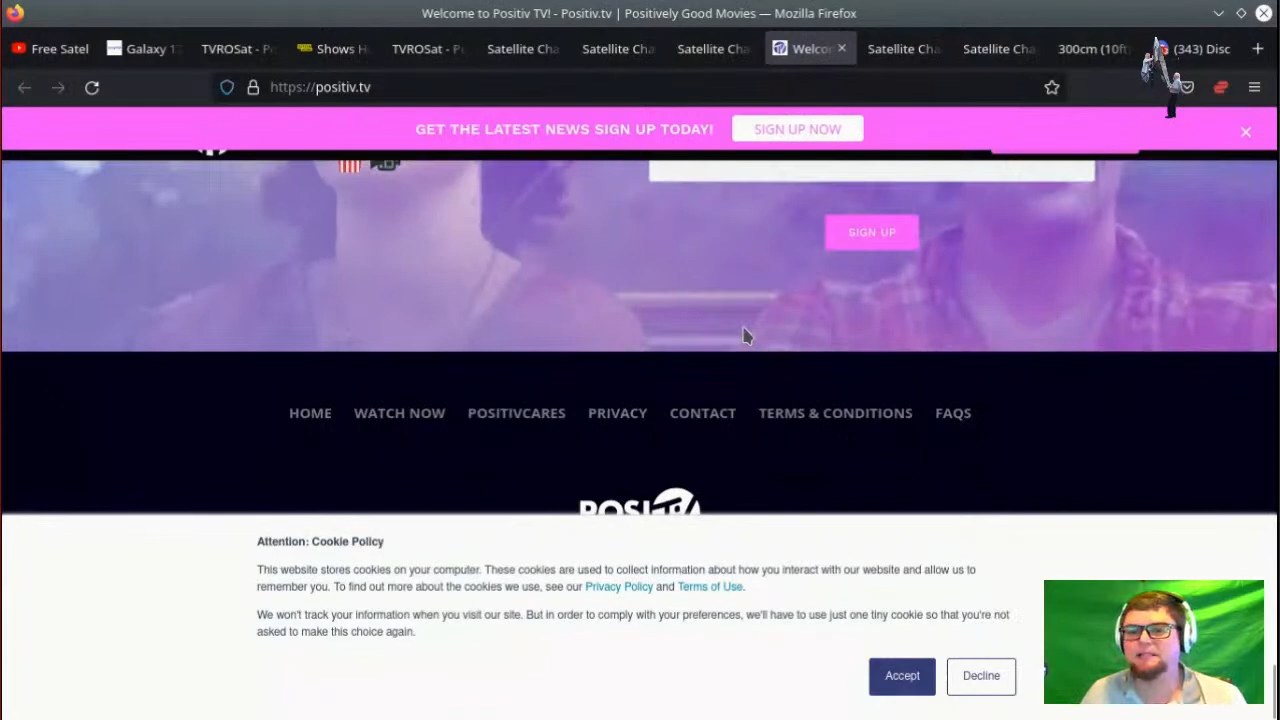 Welcome to Positiv TV! - Positiv.tv | Positively Good Movies — Mozilla Firefox
Free Satel
Galaxy 1
TVROSat - P
Shows H
TVROSat - P
Satellite Cha
Satellite Cha
Satellite Cha
Welco
Satellite Cha
Satellite Cha
300cm (10ft
(343) Disc
https://positiv.tv
GET THE LATEST NEWS SIGN UP TODAY! SIGN UP NOW
SIGN UP
HOME WATCH NOW POSITIVCARES PRIVACY CONTACT TERMS & CONDITIONS FAQS
POSITIV
Attention: Cookie Policy
This website stores cookies on your computer. These cookies are used to collect information about how you interact with our website and allow us to
remember you. To find out more about the cookies we use, see our Privacy Policy and Terms of Use.
We won't track your information when you visit our site. But in order to comply with your preferences, we'll have to use just one tiny cookie so that you're not
asked to make this choice again.
Accept Decline